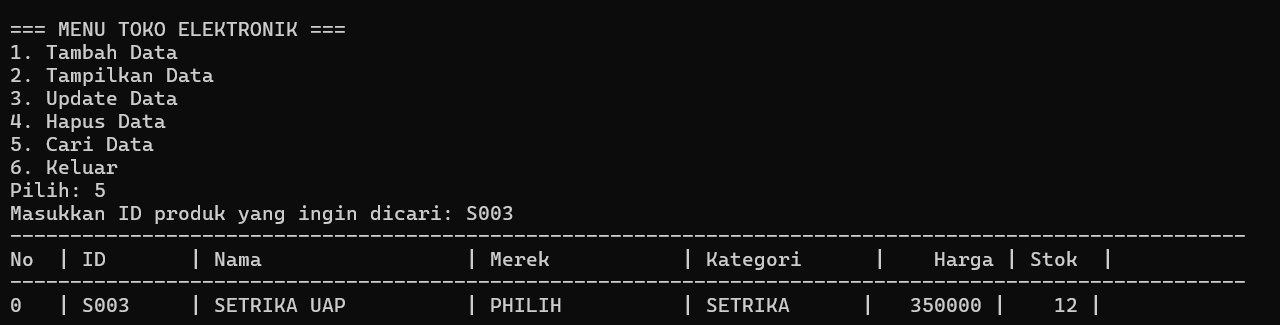 === MENU TOKO ELEKTRONIK ===
1. Tambah Data
2. Tampilkan Data
3. Update Data
4. Hapus Data
5. Cari Data
6. Keluar
Pilih: 5
Masukkan ID produk yang ingin dicari: S003
-------------------------------------------------------------------------------------------------------
No  | ID       | Nama                 | Merek           | Kategori      |    Harga | Stok  |
-------------------------------------------------------------------------------------------------------
0   | S003     | SETRIKA UAP          | PHILIH          | SETRIKA      |   350000 |    12 |